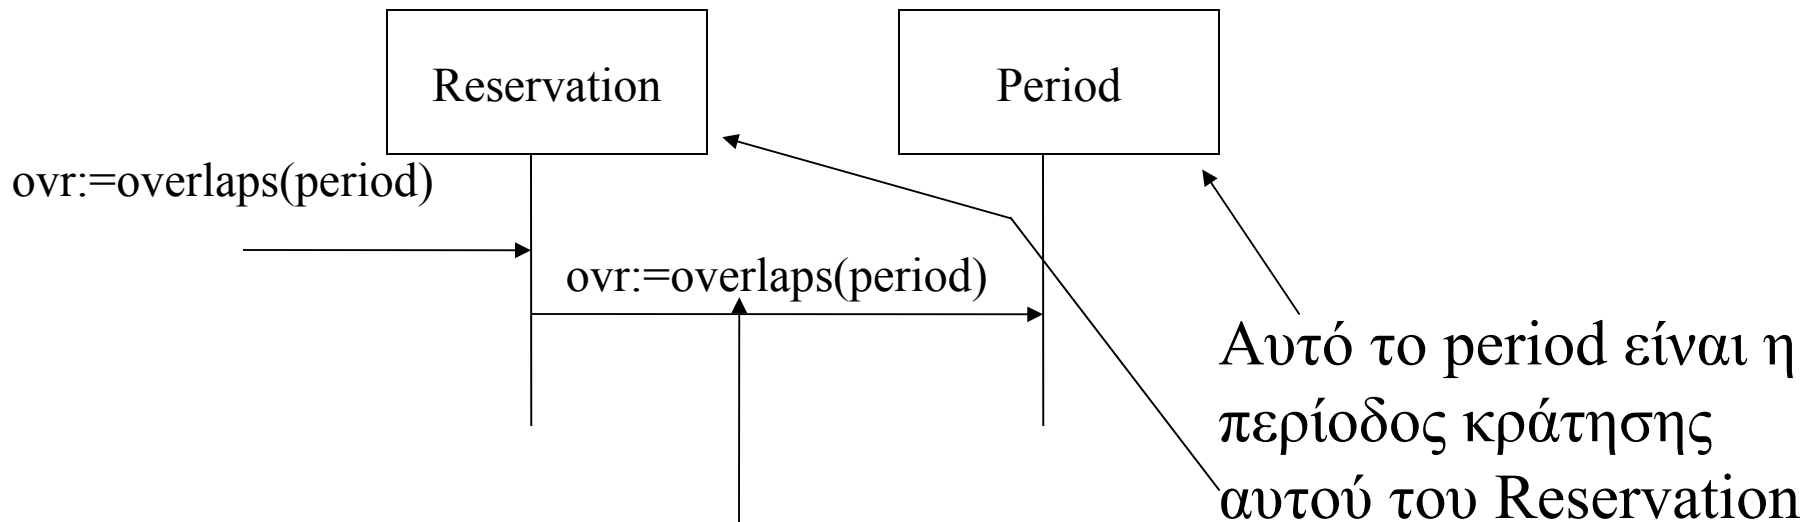 Reservation
Period
ovr:=overlaps(period)
ovr:=overlaps(period)
Αυτό το period είναι η
περίοδος κράτησης
αυτού του Reservation